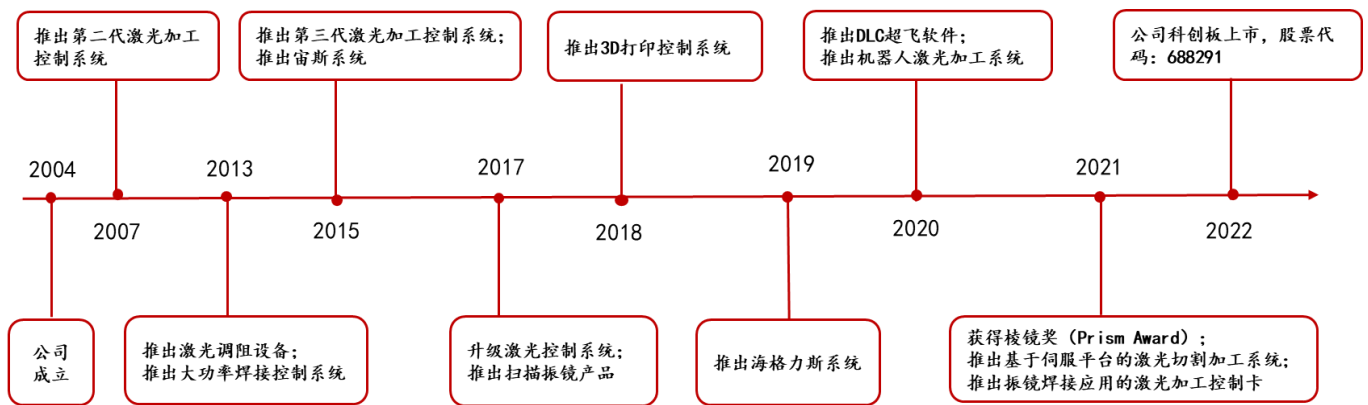 推出第二代激光加工
控制系统
推出第三代激光加工控制系统；
推出宙斯系统
推出3D打印控制系统
推出DLC超飞软件；
推出机器人激光加工系统
公司科创板上市，股票代
码：688291
2004
2013
2017
2019
2021
2007
2015
2018
2020
2022
公司
成立
推出激光调阻设备；
推出大功率焊接控制系统
升级激光控制系统；
推出扫描振镜产品
推出海格力斯系统
获得棱镜奖（Prism Award）；
推出基于伺服平台的激光切割加工系统；
推出振镜焊接应用的激光加工控制卡